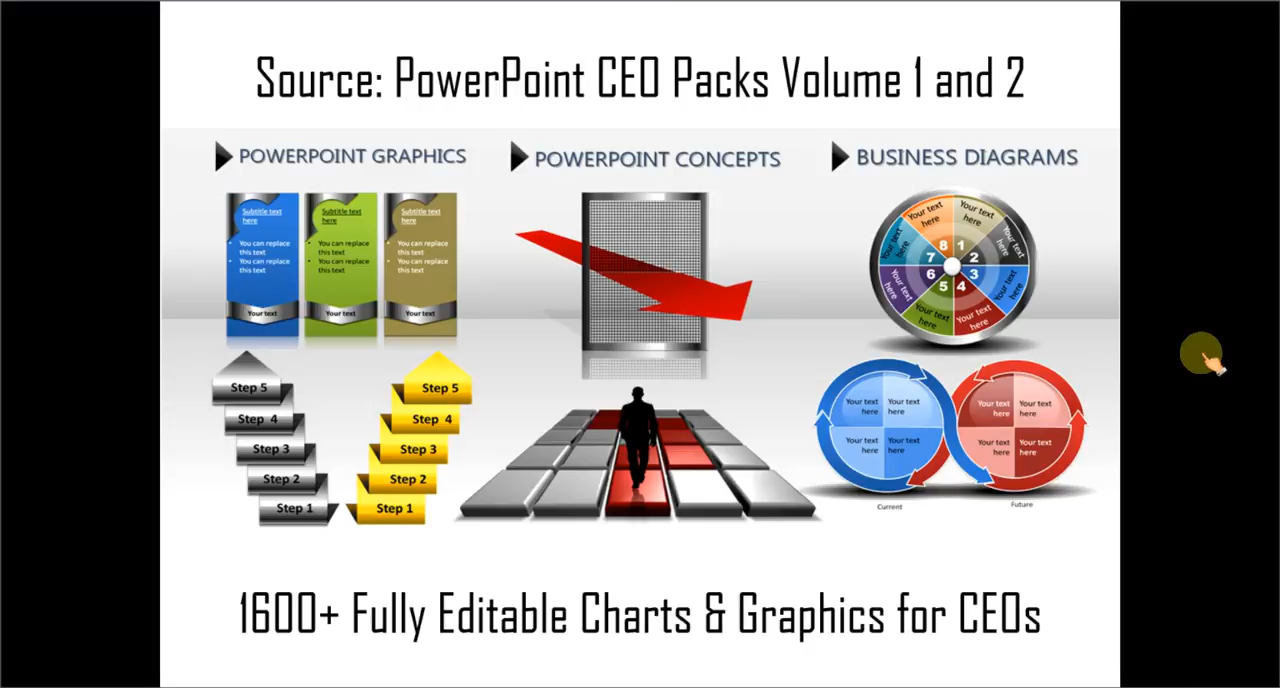 Source: PowerPoint CEO Packs Volume 1 and 2
POWERPOINT GRAPHICS
POWERPOINT CONCEPTS
BUSINESS DIAGRAMS
Subtitle text
here
You can replace
this text
You can replace
this text
Your text
Subtitle text
here
You can replace
this text
You can replace
this text
Your text
Subtitle text
here
You can replace
this text
You can replace
this text
Your text
Step 5
Step 4
Step 3
Step 2
Step 1
Step 5
Step 4
Step 3
Step 2
Step 1
Your text
here
Your text
here
Your text
here
Your text
here
Your text
here
Your text
here
Your text
here
Your text
here
8 1
7 2
6 3
5 4
Your text
here
Your text
here
Your text
here
Your text
here
Your text
here
Your text
here
Your text
here
Your text
here
Current
Future
1600+ Fully Editable Charts & Graphics for CEOs